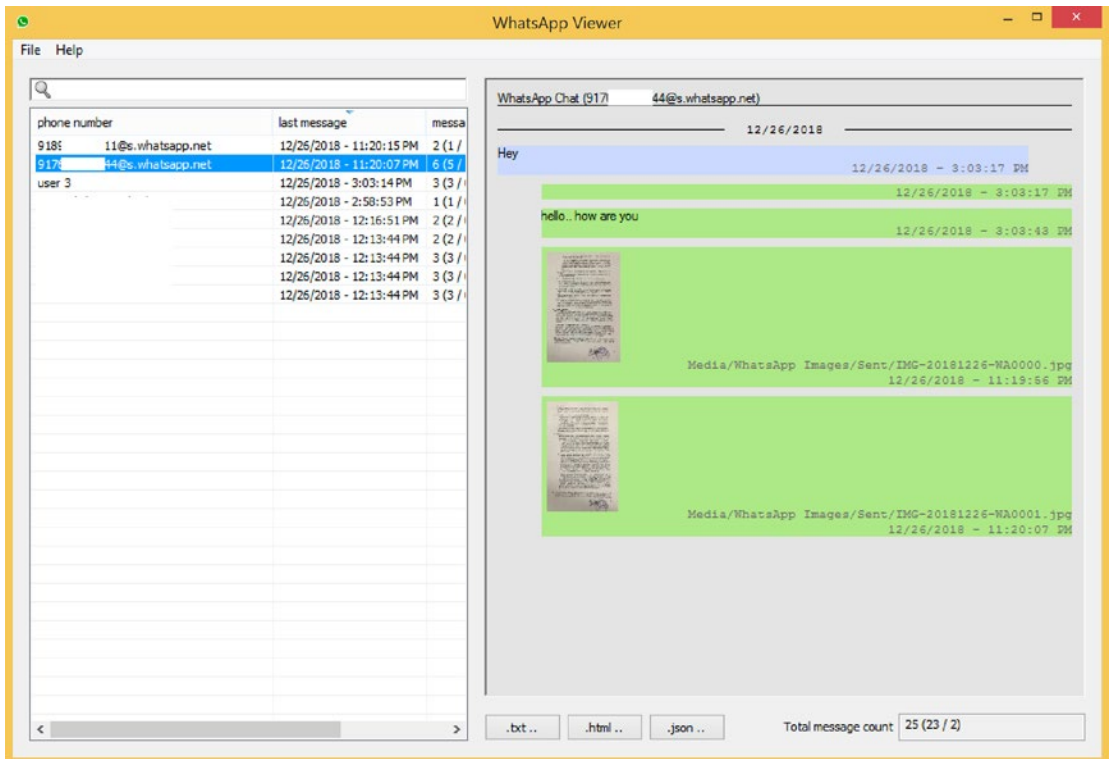 WhatsApp Viewer
File Help
phone number last message messa
9189 11@s.whatsapp.net 12/26/2018 - 11:20:15 PM 2 (1 /
9176 44@s.whatsapp.net 12/26/2018 - 11:20:07 PM 6 (5 /
user 3 12/26/2018 - 3:03:14 PM 3 (3 /
12/26/2018 - 2:58:53 PM 1 (1 /
12/26/2018 - 12:16:51 PM 2 (2 /
12/26/2018 - 12:13:44 PM 2 (2 /
12/26/2018 - 12:13:44 PM 3 (3 /
12/26/2018 - 12:13:44 PM 3 (3 /
12/26/2018 - 12:13:44 PM 3 (3 /
WhatsApp Chat (917 44@s.whatsapp.net)
12/26/2018
Hey
12/26/2018 - 3:03:17 PM
12/26/2018 - 3:03:17 PM
hello.. how are you
12/26/2018 - 3:03:43 PM
Media/WhatsApp Images/Sent/IMG-20181226-WA0000.jpg
12/26/2018 - 11:19:56 PM
Media/WhatsApp Images/Sent/IMG-20181226-WA0001.jpg
12/26/2018 - 11:20:07 PM
.txt .. .html .. .json .. Total message count 25 (23 / 2)